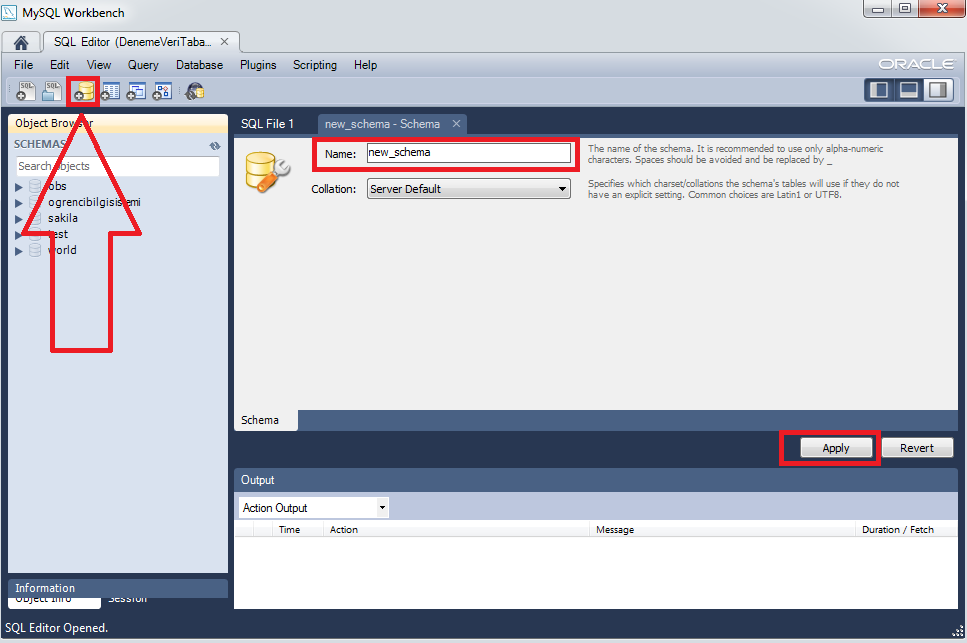 MySQL Workbench
SQL Editor (DenemeVeriTaba...
File Edit View Query Database Plugins Scripting Help
ORACLE
SQL SQL
Object Browser
SCHEMAS
Search objects
obs
ogrencibilgisistemi
sakila
test
world
SQL File 1
new_schema - Schema
Name: new_schema
The name of the schema. It is recommended to use only alpha-numeric
characters. Spaces should be avoided and be replaced by _
Collation: Server Default
Specifies which charset/collations the schema's tables will use if they do not
have an explicit setting. Common choices are Latin1 or UTF8.
Schema
Apply Revert
Output
Action Output
Time Action Message Duration / Fetch
Information
Object Info Session
SQL Editor Opened.